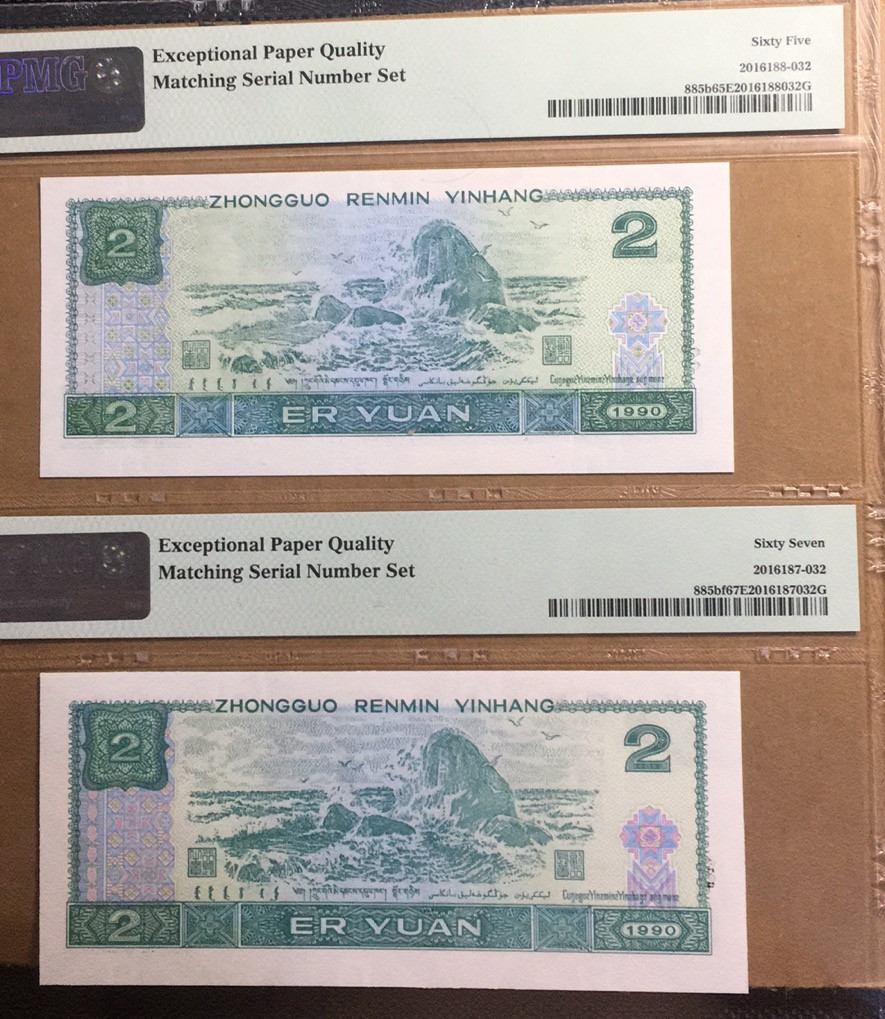 PMG
Exceptional Paper Quality
Matching Serial Number Set
Sixty Five
2016188-032
885b65E2016188032G
ZHONGGUO RENMIN YINHANG
2
2
2
ER YUAN
1990
Exceptional Paper Quality
Matching Serial Number Set
Sixty Seven
2016187-032
885bf67E2016187032G
ZHONGGUO RENMIN YINHANG
2
2
2
ER YUAN
1990